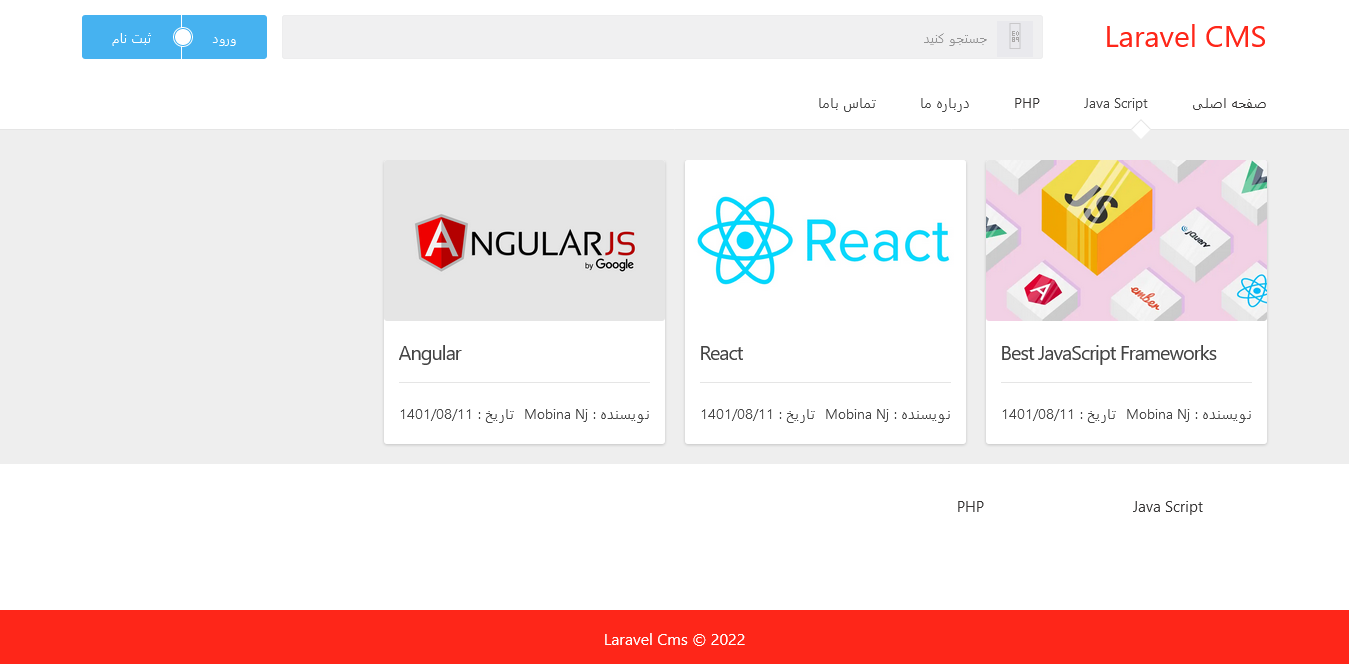 Laravel CMS
جستجو کنید
ورود
ثبت نام
صفحه اصلی
Java Script
PHP
درباره ما
تماس باما
JS
jQuery
ember
React
ANGULARJS
by Google
Best JavaScript Frameworks
نویسنده : Mobina Nj
تاریخ : 1401/08/11
React
نویسنده : Mobina Nj
تاریخ : 1401/08/11
Angular
نویسنده : Mobina Nj
تاریخ : 1401/08/11
Java Script
PHP
Laravel Cms © 2022